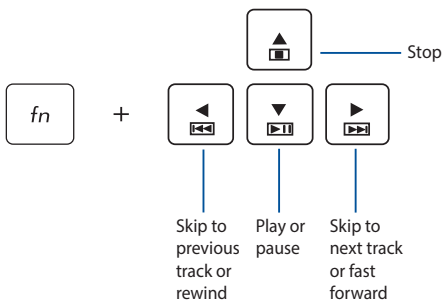 Stop
fn
+
Skip to
previous
track or
rewind
Play or
pause
Skip to
next track
or fast
forward